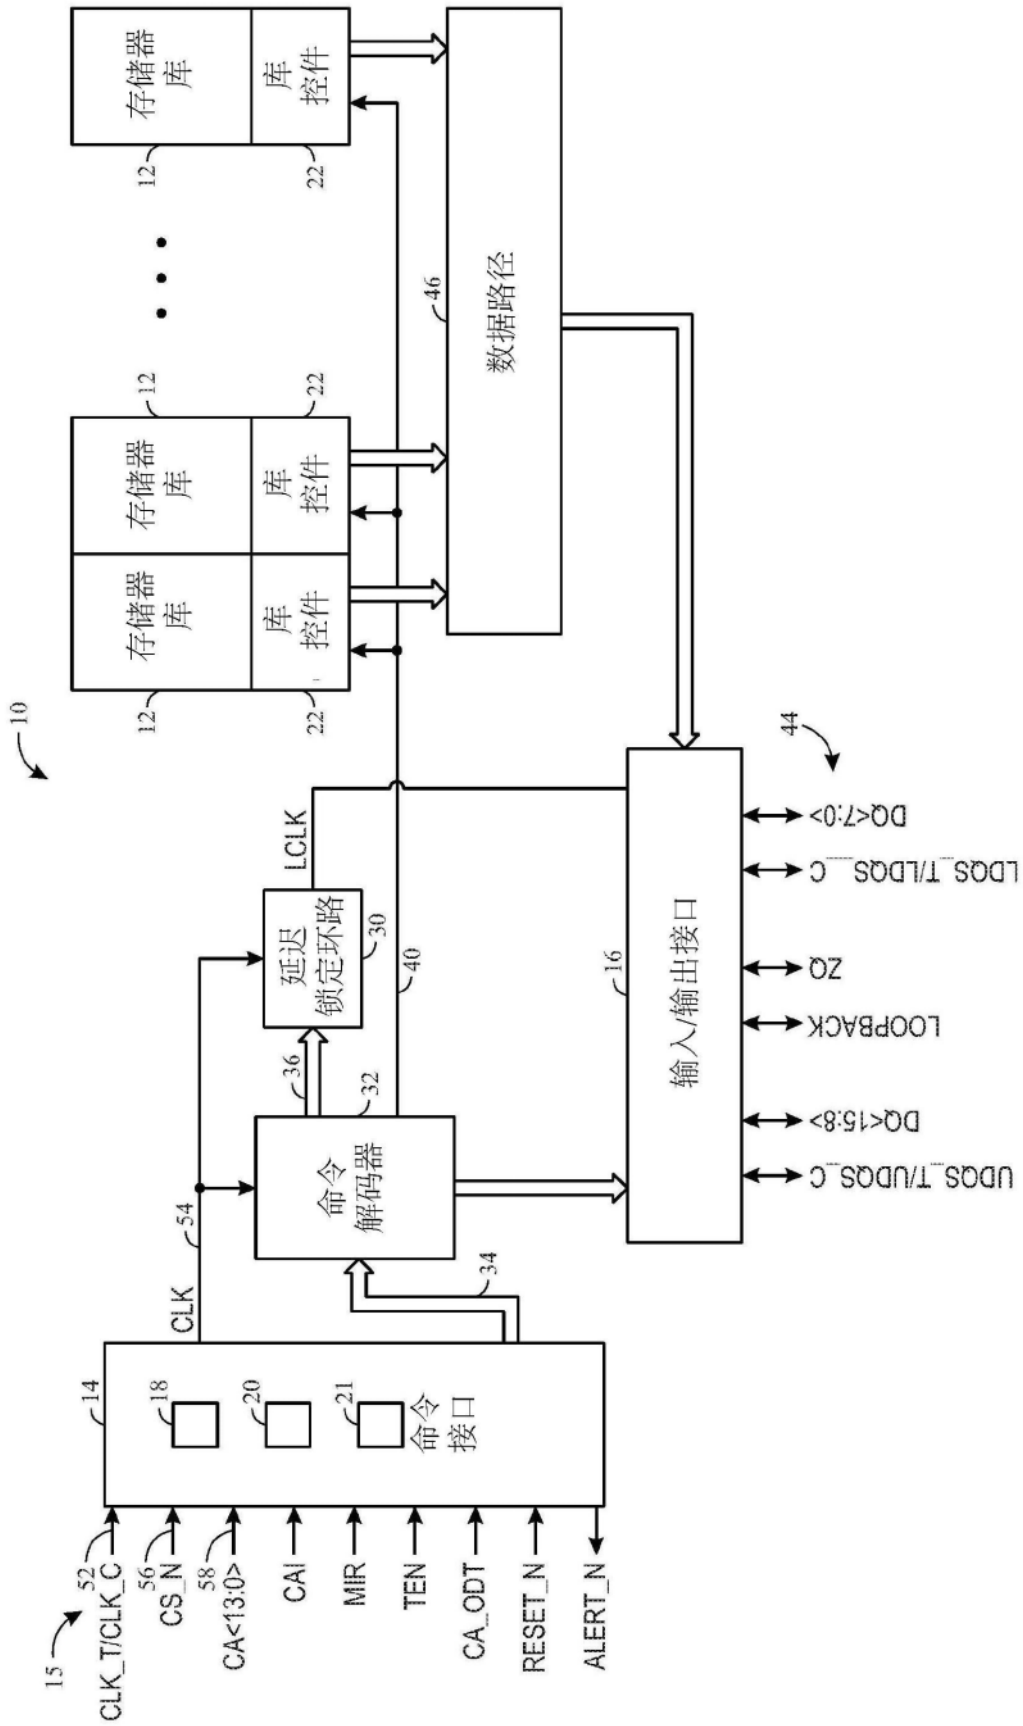 10
15
CLK_T/CLK_C
52
CS_N
56
CA<13:0>
58
CAI
MIR
TEN
CA_ODT
RESET_N
ALERT_N
14
18
20
21
命令
接口
CLK
54
34
命令
解码器
32
36
延迟
锁定环路
30
LCLK
40
存储器
库
库
控件
12
22
存储器
库
库
控件
12
22
存储器
库
库
控件
12
22
46
数据路径
16
输入/输出接口
44
UDQS_T/UDQS_C
DQ<15:8>
LOOPBACK
ZQ
LDQS_T/LDQS_C
DQ<7:0>